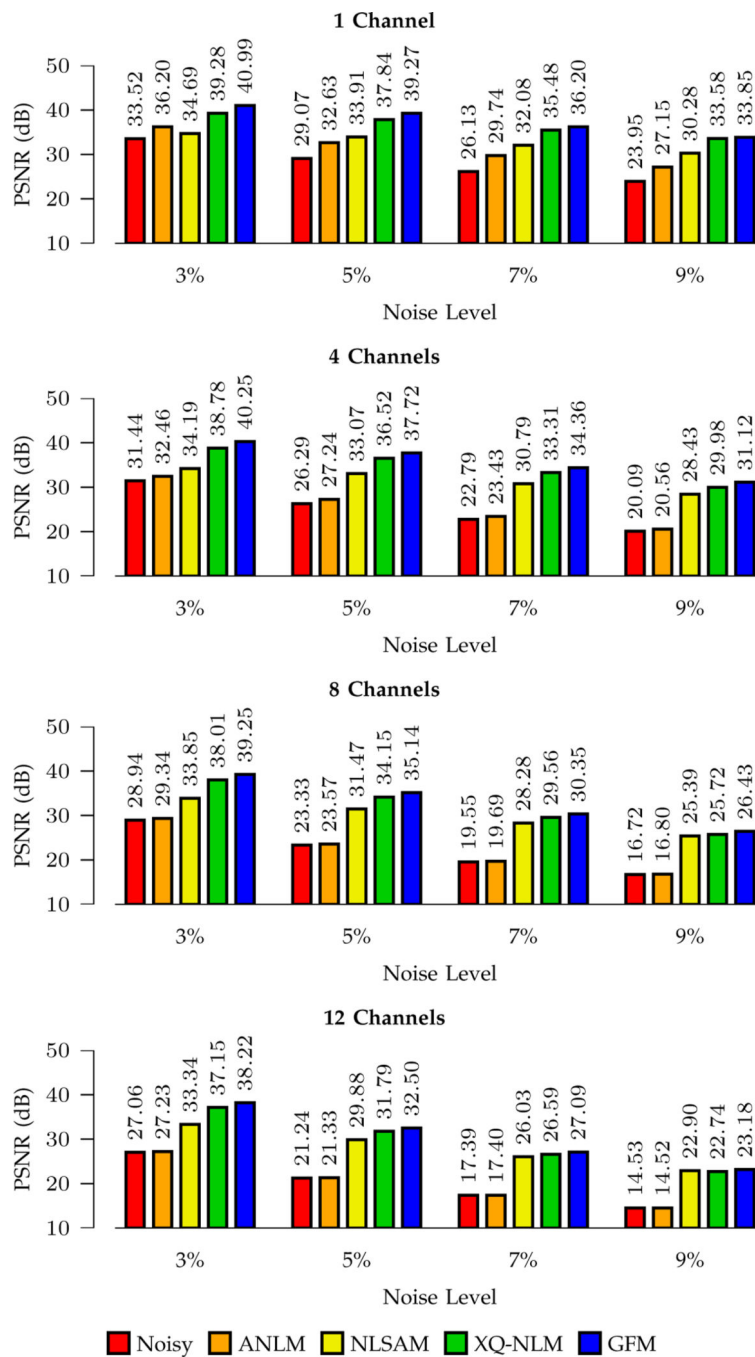 1 Channel
PSNR (dB)
50
40
30
20
10
33.52 36.20 34.69 39.28 40.99
29.07 32.63 33.91 37.84 39.27
26.13 29.74 32.08 35.48 36.20
23.95 27.15 30.28 33.58 33.85
3% 5% 7% 9%
Noise Level
4 Channels
PSNR (dB)
50
40
30
20
10
31.44 32.46 34.19 38.78 40.25
26.29 27.24 33.07 36.52 37.72
22.79 23.43 30.79 33.31 34.36
20.09 20.56 28.43 29.98 31.12
3% 5% 7% 9%
Noise Level
8 Channels
PSNR (dB)
50
40
30
20
10
28.94 29.34 33.85 38.01 39.25
23.33 23.57 31.47 34.15 35.14
19.55 19.69 28.28 29.56 30.35
16.72 16.80 25.39 25.72 26.43
3% 5% 7% 9%
Noise Level
12 Channels
PSNR (dB)
50
40
30
20
10
27.06 27.23 33.34 37.15 38.22
21.24 21.33 29.88 31.79 32.50
17.39 17.40 26.03 26.59 27.09
14.53 14.52 22.90 22.74 23.18
3% 5% 7% 9%
Noise Level
Noisy ANLM NLSAM XQ-NLM GFM